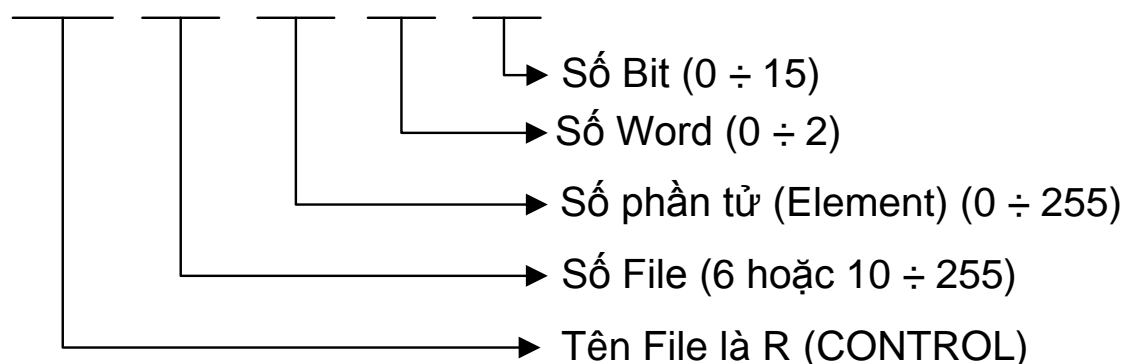 Số Bit (0 ÷ 15)
Số Word (0 ÷ 2)
Số phần tử (Element) (0 ÷ 255)
Số File (6 hoặc 10 ÷ 255)
Tên File là R (CONTROL)